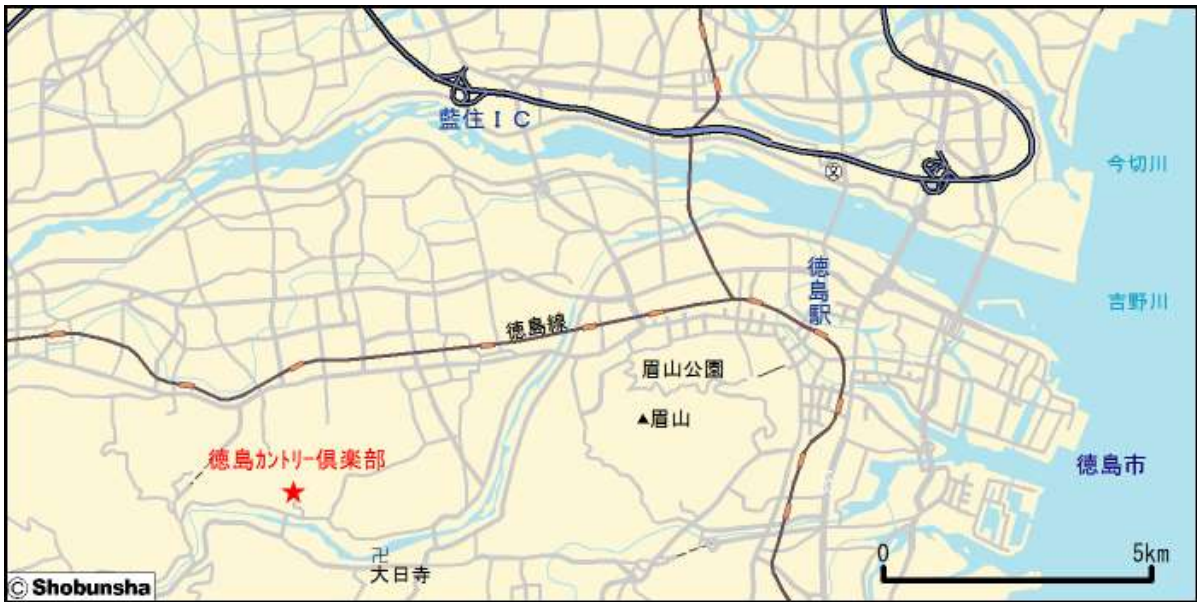 藍住IC
文
今切川
徳島駅
吉野川
徳島線
眉山公園
▲眉山
徳島カントリー倶楽部
徳島市
卍
大日寺
0 5km
© Shobunsha